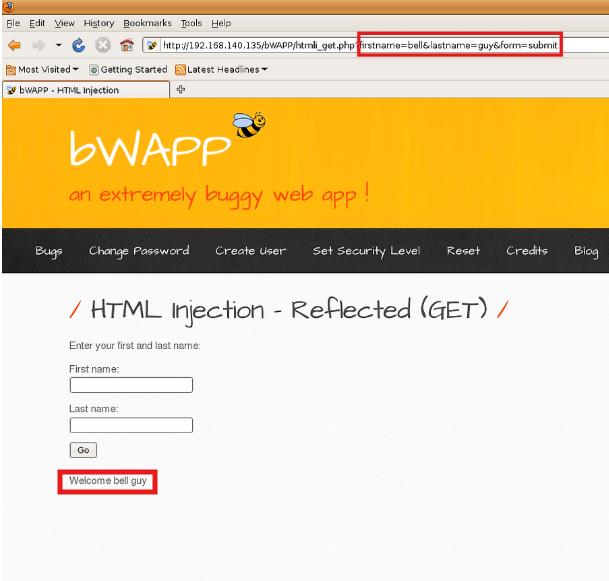 File Edit View History Bookmarks Tools Help
http://192.168.140.135/bWAPP/htmli_get.php?firstname=bell&lastname=guy&form=submit
Most Visited Getting Started Latest Headlines
bWAPP - HTML Injection
bWAPP
an extremely buggy web app !
Bugs Change Password Create User Set Security Level Reset Credits Blog
/ HTML Injection - Reflected (GET) /
Enter your first and last name:
First name:
Last name:
Go
Welcome bell guy